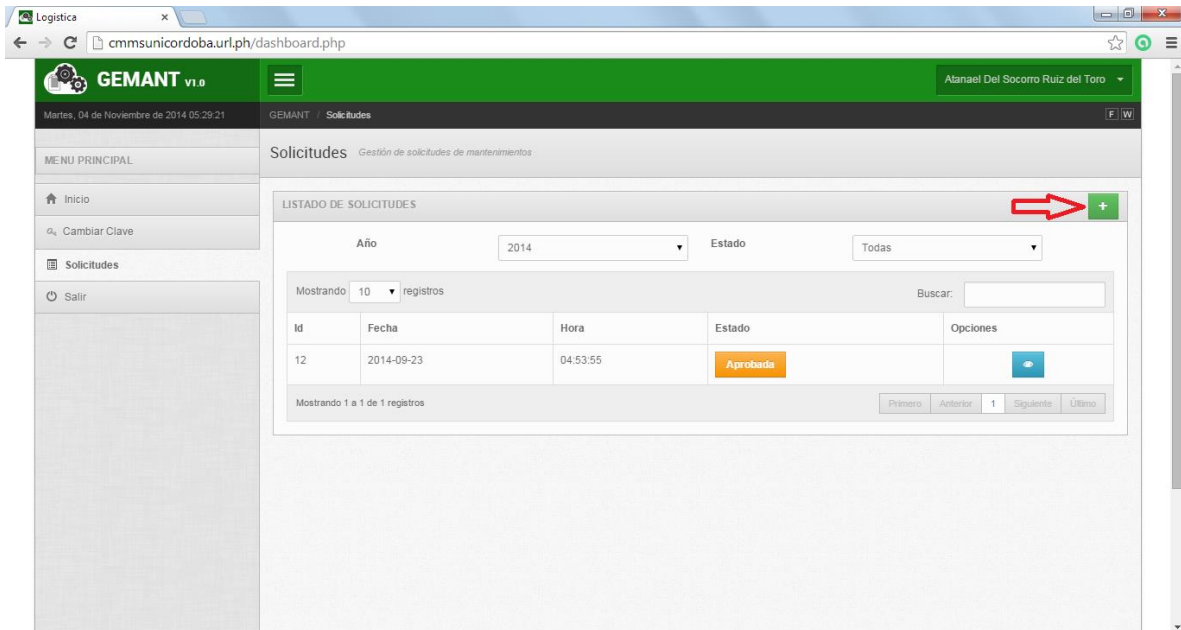 Logistica
cmmsunicordoba.url.ph/dashboard.php
GEMANT V1.0
Atanael Del Socorro Ruiz del Toro
Martes, 04 de Noviembre de 2014 05:29:21
GEMANT / Solicitudes
F W
MENU PRINCIPAL
Solicitudes Gestión de solicitudes de mantenimientos
Inicio
Cambiar Clave
Solicitudes
Salir
LISTADO DE SOLICITUDES
+
Año 2014 Estado Todas
Mostrando 10 registros Buscar:
Id Fecha Hora Estado Opciones
12 2014-09-23 04:53:55 Aprobada
Mostrando 1 a 1 de 1 registros Primero Anterior 1 Siguiente Último